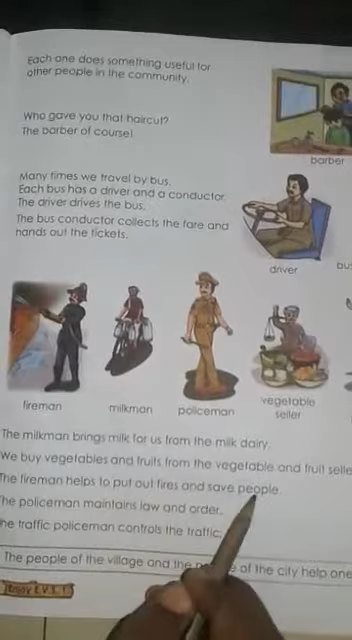 Each one does something useful for
other people in the community.
Who gave you that haircut?
The barber of course!
barber
Many times we travel by bus.
Each bus has a driver and a conductor.
The driver drives the bus.
The bus conductor collects the fare and
hands out the tickets.
driver
fireman
milkman
policeman
vegetable
seller
The milkman brings milk for us from the milk dairy.
We buy vegetables and fruits from the vegetable and fruit
The fireman helps to put out fires and save people.
The policeman maintains law and order.
The traffic policeman controls the traffic.
The people of the village and the of the city help one
Enjoy E.V.S. 1